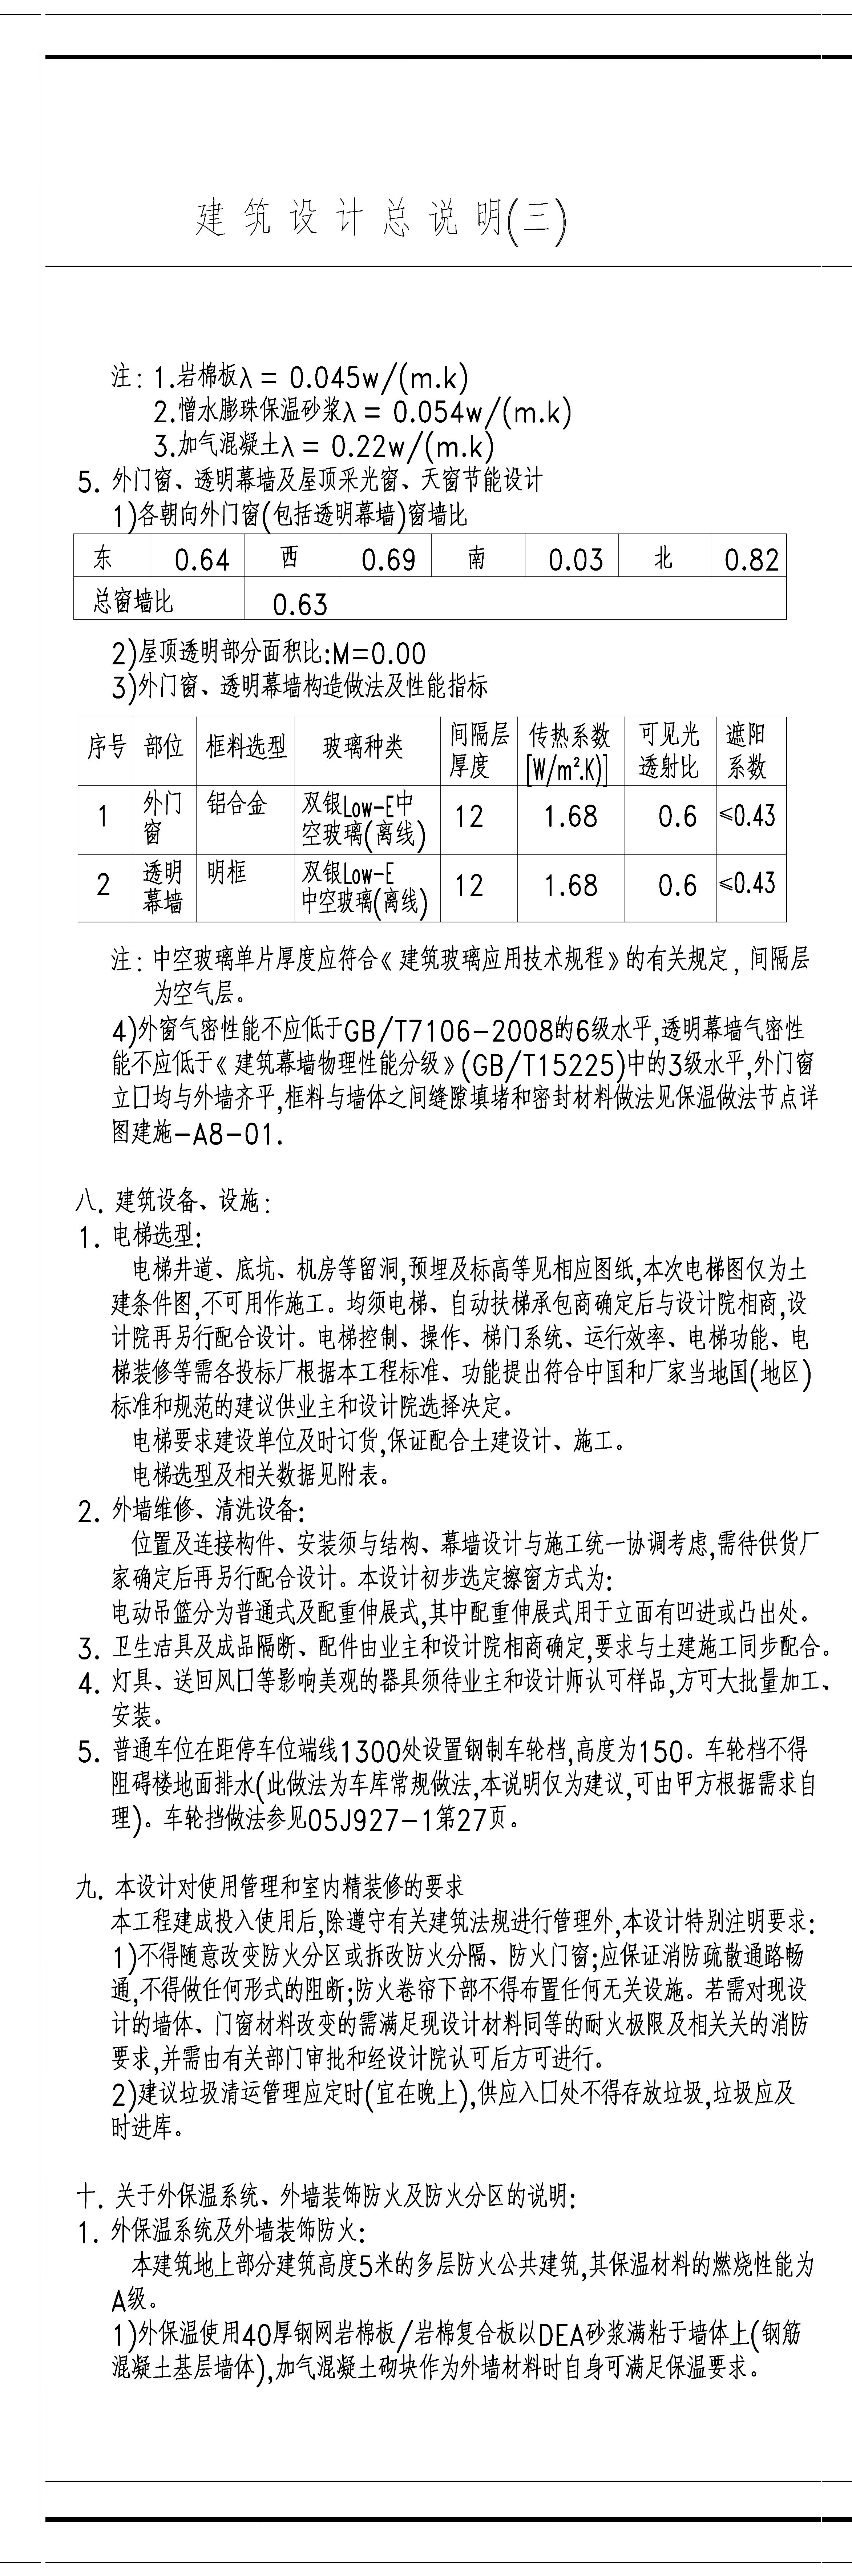 建筑设计总说明(三)
注: 1.岩棉板λ= 0.045w/(m.k)
2.憎水膨珠保温砂浆λ= 0.054w/(m.k)
3.加气混凝土λ= 0.22w/(m.k)
5. 外门窗、透明幕墙及屋顶采光窗、天窗节能设计
1)各朝向外门窗(包括透明幕墙)窗墙比
东 0.64 西 0.69 南 0.03 北 0.82
总窗墙比 0.63
2)屋顶透明部分面积比:M=0.00
3)外门窗、透明幕墙构造做法及性能指标
序号 部位 框料选型 玻璃种类 间隔层厚度 传热系数[W/m².K)] 可见光透射比 遮阳系数
1 外门窗 铝合金 双银Low-E中空玻璃(离线) 12 1.68 0.6 ≤0.43
2 透明幕墙 明框 双银Low-E中空玻璃(离线) 12 1.68 0.6 ≤0.43
注: 中空玻璃单片厚度应符合《建筑玻璃应用技术规程》的有关规定, 间隔层
为空气层。
4)外窗气密性能不应低于GB/T7106-2008的6级水平,透明幕墙气密性
能不应低于《建筑幕墙物理性能分级》(GB/T15225)中的3级水平,外门窗
立口均与外墙齐平,框料与墙体之间缝隙填堵和密封材料做法见保温做法节点详
图建施-A8-01.
八. 建筑设备、设施:
1. 电梯选型:
电梯井道、底坑、机房等留洞,预埋及标高等见相应图纸,本次电梯图仅为土
建条件图,不可用作施工。均须电梯、自动扶梯承包商确定后与设计院相商,设
计院再另行配合设计。电梯控制、操作、梯门系统、运行效率、电梯功能、电
梯装修等需各投标厂根据本工程标准、功能提出符合中国和厂家当地国(地区)
标准和规范的建议供业主和设计院选择决定。
电梯要求建设单位及时订货,保证配合土建设计、施工。
电梯选型及相关数据见附表。
2. 外墙维修、清洗设备:
位置及连接构件、安装须与结构、幕墙设计与施工统一协调考虑,需待供货厂
家确定后再另行配合设计。本设计初步选定擦窗方式为:
电动吊篮分为普通式及配重伸展式,其中配重伸展式用于立面有凹进或凸出处。
3. 卫生洁具及成品隔断、配件由业主和设计院相商确定,要求与土建施工同步配合。
4. 灯具、送回风口等影响美观的器具须待业主和设计师认可样品,方可大批量加工、
安装。
5. 普通车位在距停车位端线1300处设置钢制车轮档,高度为150。车轮档不得
阻碍楼地面排水(此做法为车库常规做法,本说明仅为建议,可由甲方根据需求自
理)。车轮挡做法参见05J927-1第27页。
九. 本设计对使用管理和室内精装修的要求
本工程建成投入使用后,除遵守有关建筑法规进行管理外,本设计特别注明要求:
1)不得随意改变防火分区或拆改防火分隔、防火门窗;应保证消防疏散通路畅
通,不得做任何形式的阻断;防火卷帘下部不得布置任何无关设施。若需对现设
计的墙体、门窗材料改变的需满足现设计材料同等的耐火极限及相关关的消防
要求,并需由有关部门审批和经设计院认可后方可进行。
2)建议垃圾清运管理应定时(宜在晚上),供应入口处不得存放垃圾,垃圾应及
时进库。
十. 关于外保温系统、外墙装饰防火及防火分区的说明:
1. 外保温系统及外墙装饰防火:
本建筑地上部分建筑高度5米的多层防火公共建筑,其保温材料的燃烧性能为
A级。
1)外保温使用40厚钢网岩棉板/岩棉复合板以DEA砂浆满粘于墙体上(钢筋
混凝土基层墙体),加气混凝土砌块作为外墙材料时自身可满足保温要求。